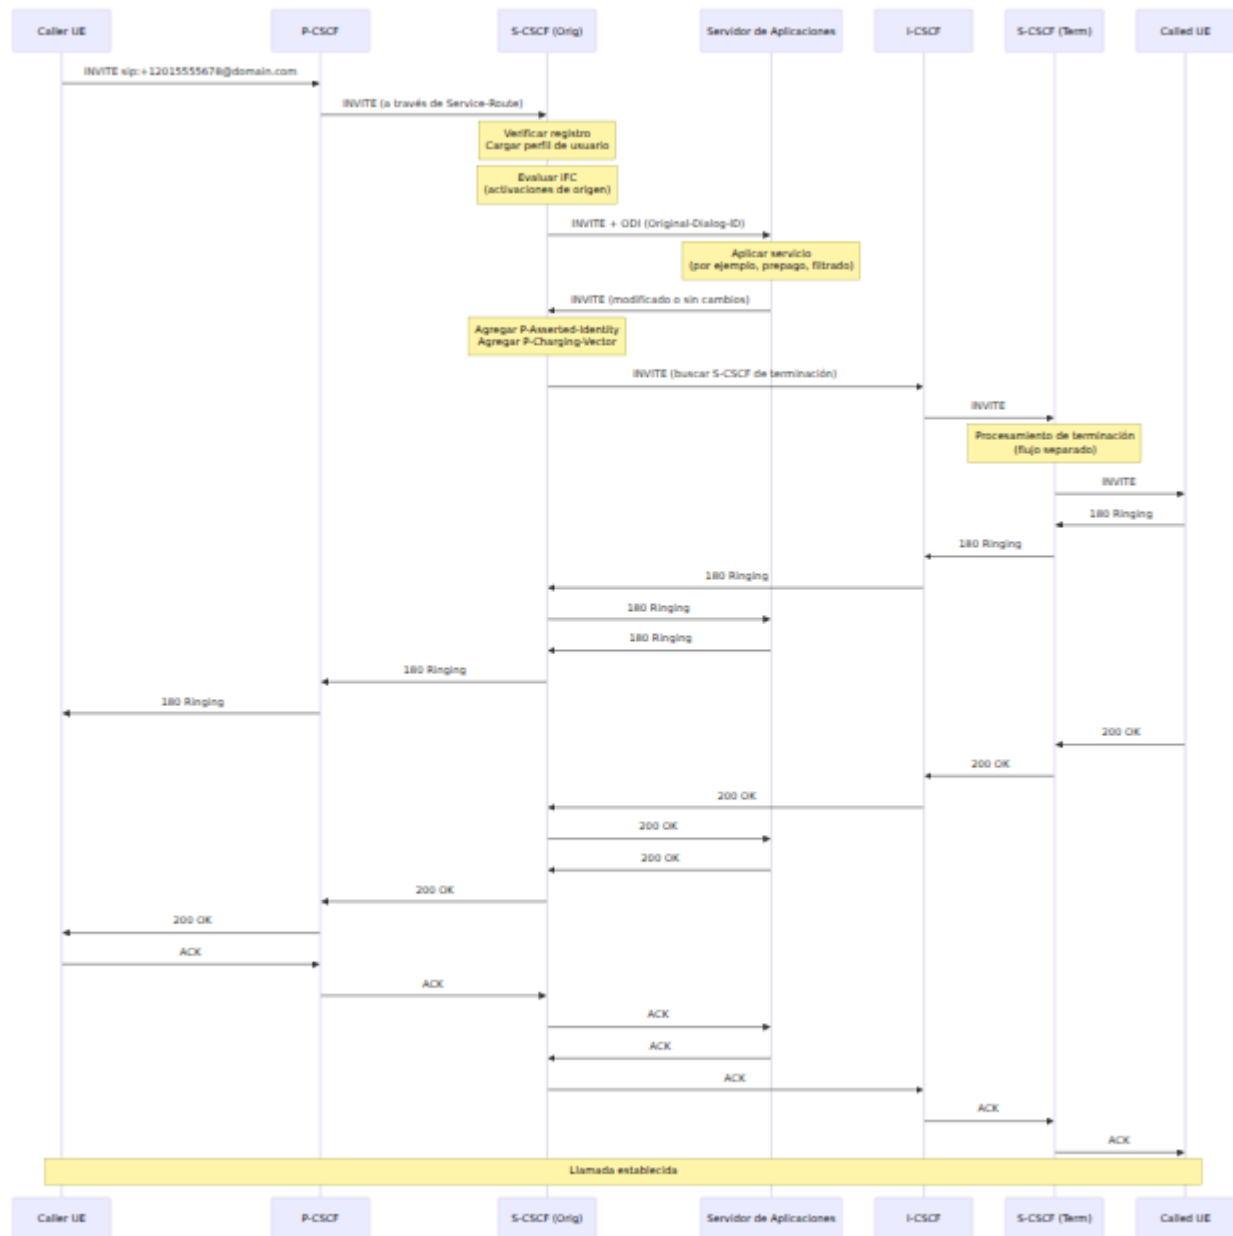 Caller UE
P-CSCF
S-CSCF (Orig)
Servidor de Aplicaciones
I-CSCF
S-CSCF (Term)
Called UE
INVITE sip:+12015555678@domain.com
INVITE (a través de Service-Route)
Verificar registro
Cargar perfil de usuario
Evaluar iFC
(activaciones de origen)
INVITE + ODI (Original-Dialog-ID)
Aplicar servicio
(por ejemplo, prepago, filtrado)
INVITE (modificado o sin cambios)
Agregar P-Asserted-Identity
Agregar P-Charging-Vector
INVITE (buscar S-CSCF de terminación)
INVITE
Procesamiento de terminación
(flujo separado)
INVITE
180 Ringing
180 Ringing
180 Ringing
180 Ringing
180 Ringing
180 Ringing
180 Ringing
200 OK
200 OK
200 OK
200 OK
200 OK
200 OK
200 OK
ACK
ACK
ACK
ACK
ACK
ACK
ACK
Llamada establecida
Caller UE
P-CSCF
S-CSCF (Orig)
Servidor de Aplicaciones
I-CSCF
S-CSCF (Term)
Called UE